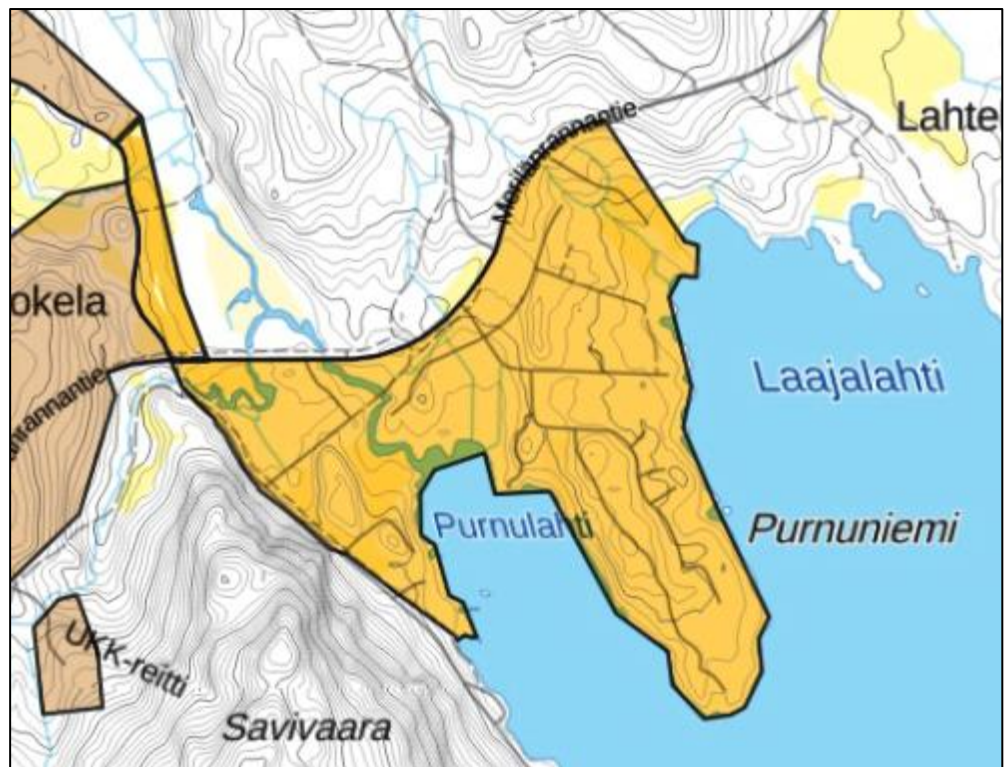 Lahte
okela
Laajalahti
Purnulahti
Purnuniemi
UKK-reitti
Savivaara